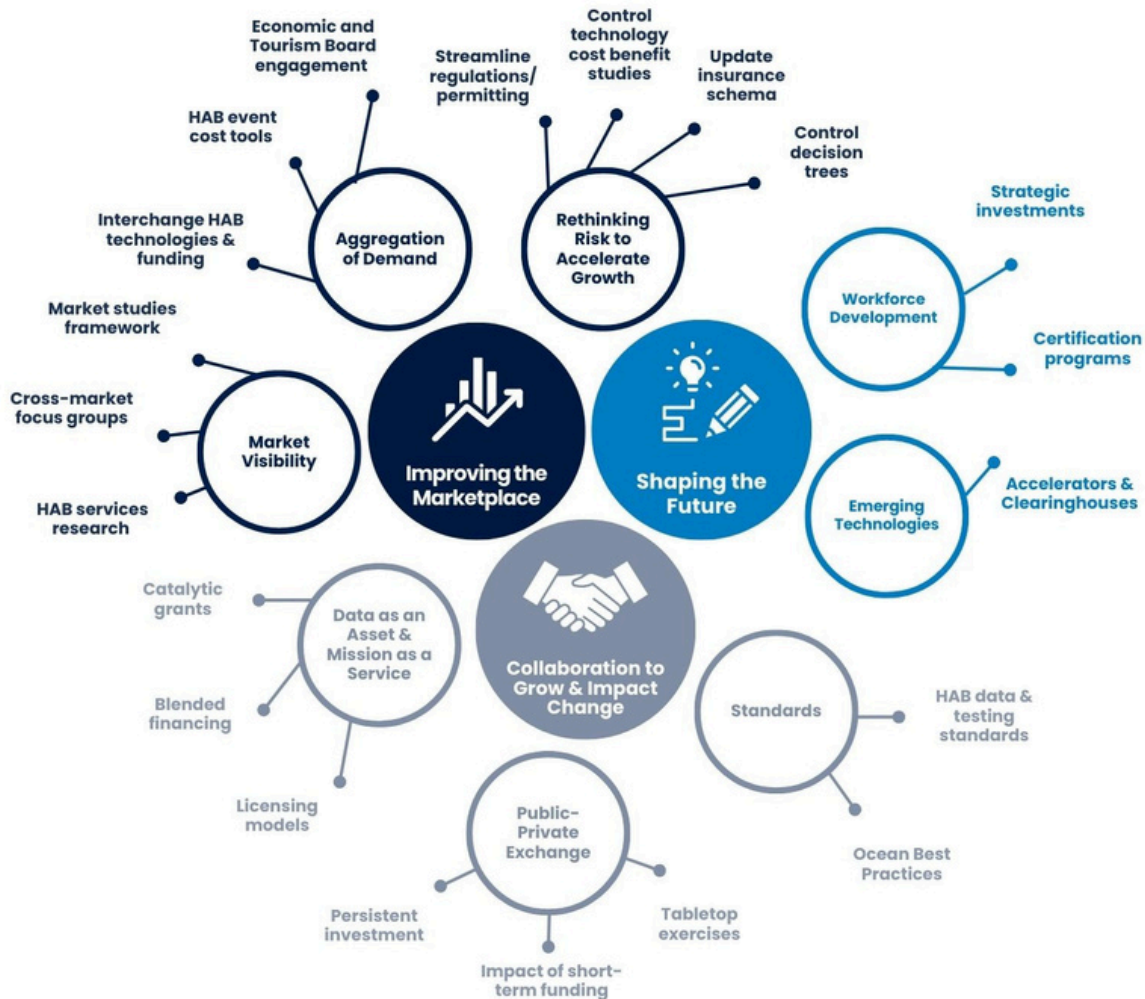 Economic and
Tourism Board
engagement
HAB event
cost tools
Interchange HAB
technologies &
funding
Aggregation
of Demand
Streamline
regulations/
permitting
Control
technology
cost benefit
studies
Update
insurance
schema
Control
decision
trees
Rethinking
Risk to
Accelerate
Growth
Market studies
framework
Cross-market
focus groups
HAB services
research
Market
Visibility
Improving the
Marketplace
Shaping the
Future
Workforce
Development
Strategic
investments
Certification
programs
Emerging
Technologies
Accelerators &
Clearinghouses
Collaboration to
Grow & Impact
Change
Data as an
Asset &
Mission as a
Service
Catalytic
grants
Blended
financing
Licensing
models
Public-
Private
Exchange
Persistent
investment
Impact of short-
term funding
Tabletop
exercises
Standards
HAB data &
testing
standards
Ocean Best
Practices